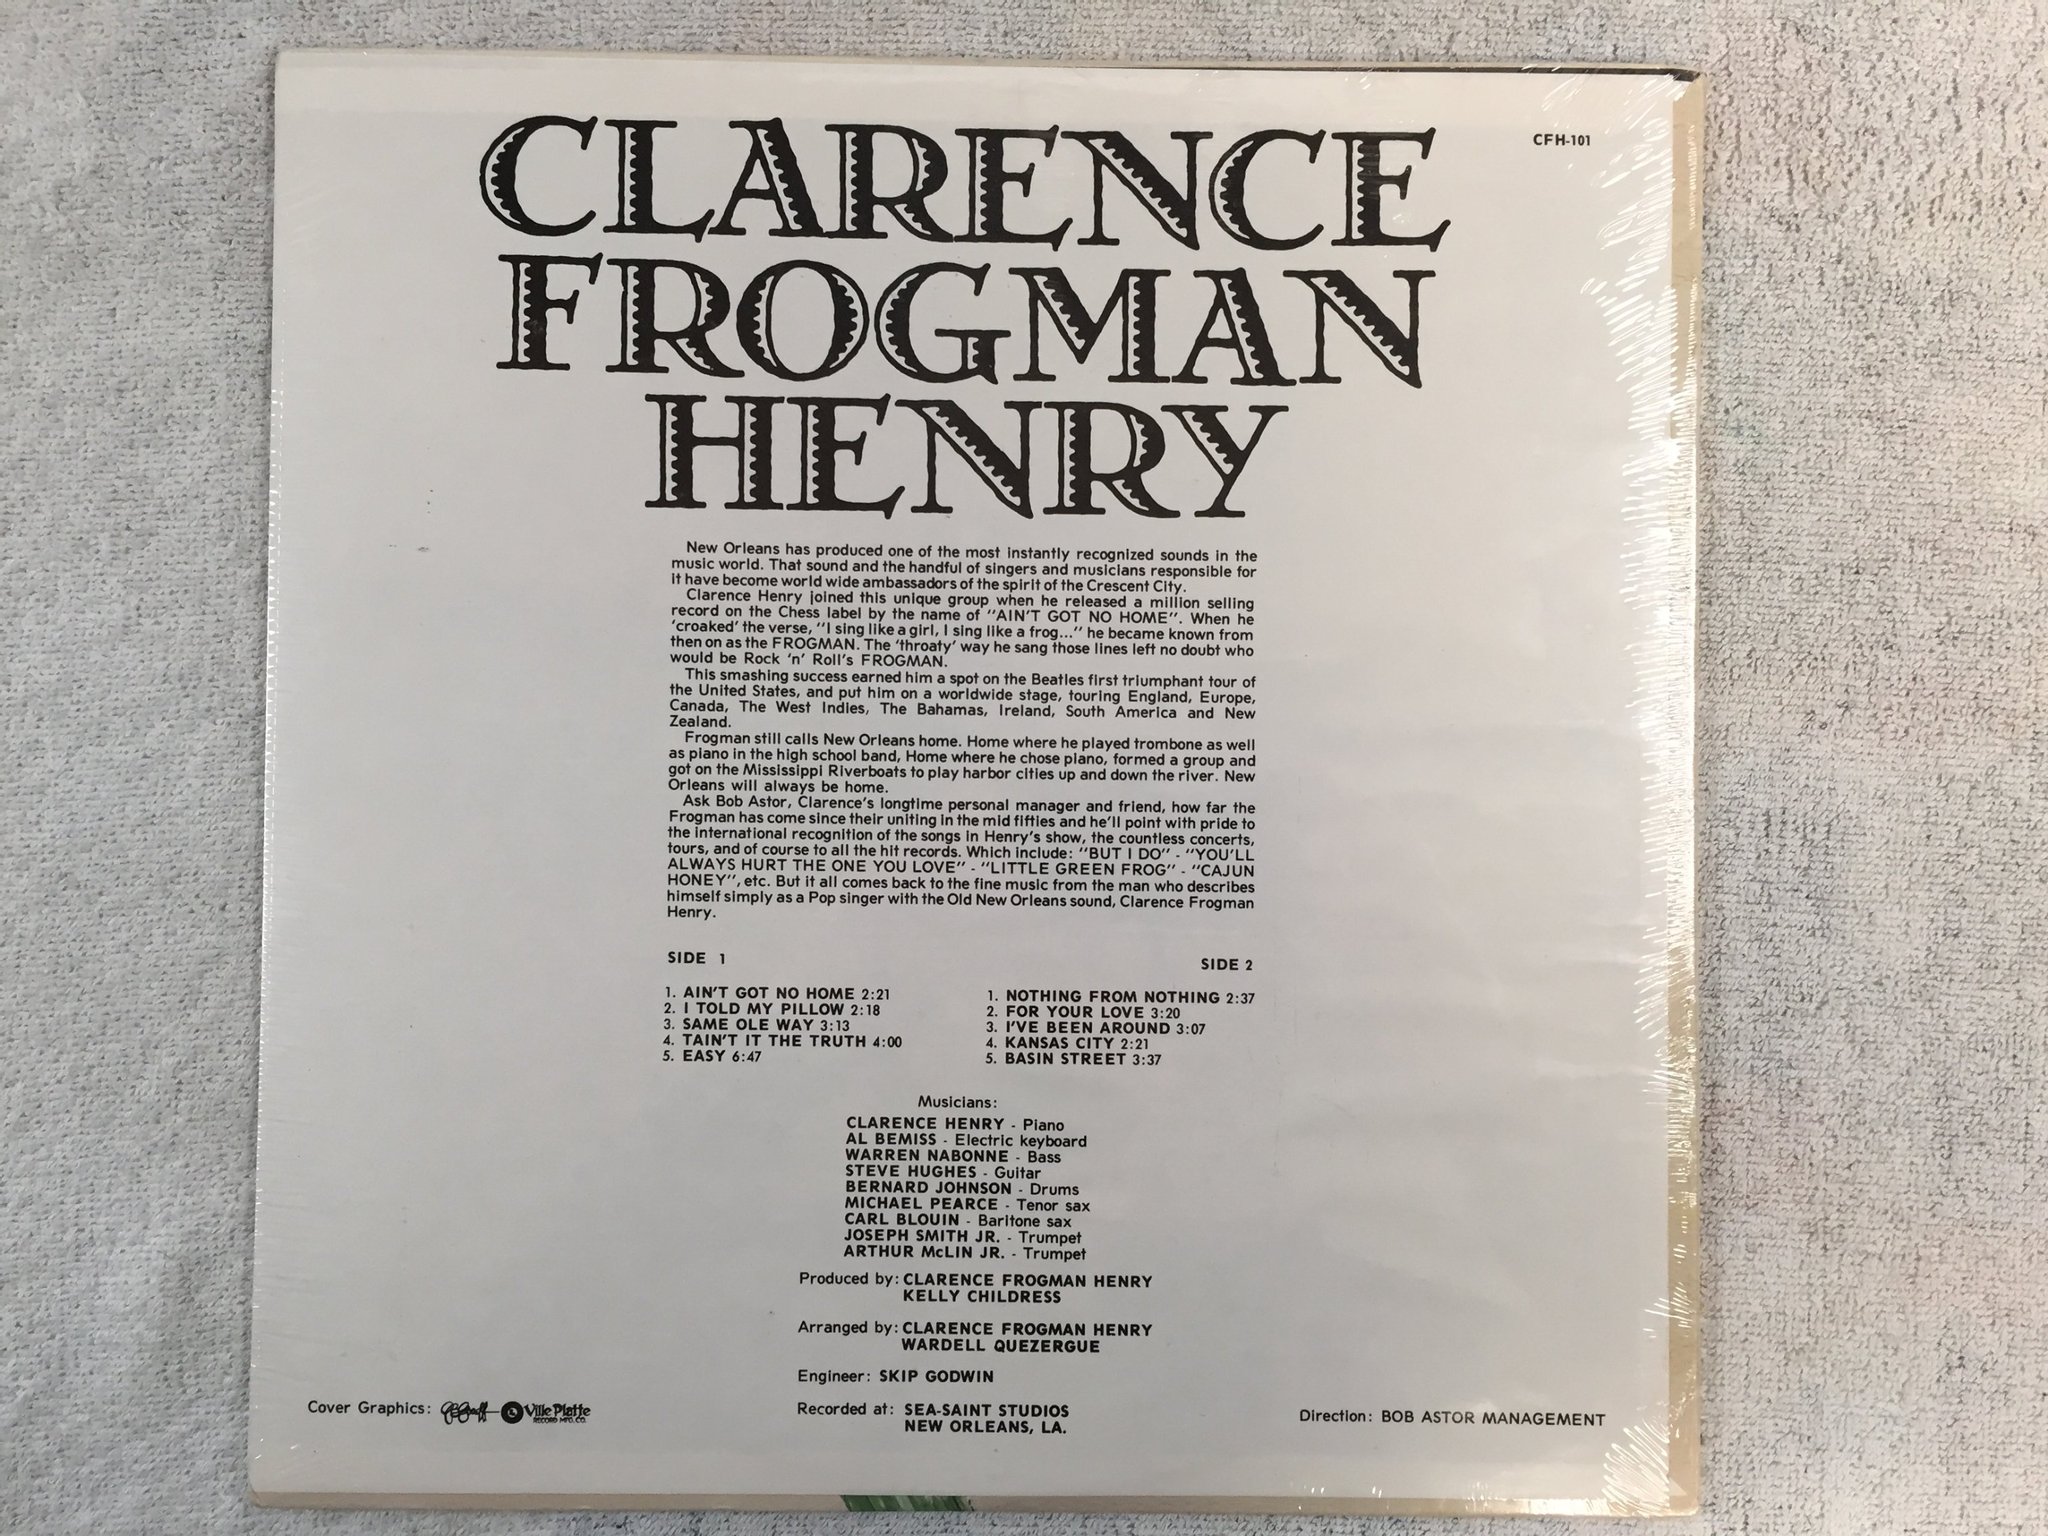 CFH-101
CLARENCE
FROGMAN
HENRY
New Orleans has produced one of the most instantly recognized sounds in the
music world. That sound and the handful of singers and musicians responsible for
it have become world wide ambassadors of the spirit of the Crescent City.
Clarence Henry joined this unique group when he released a million selling
record on the Chess label by the name of "AIN'T GOT NO HOME". When he
'croaked' the verse, "I sing like a girl, I sing like a frog..." he became known from
then on as the FROGMAN. The 'throaty' way he sang those lines left no doubt who
would be Rock 'n' Roll's FROGMAN.
This smashing success earned him a spot on the Beatles first triumphant tour of
the United States, and put him on a worldwide stage, touring England, Europe,
Canada, The West Indies, The Bahamas, Ireland, South America and New
Zealand.
Frogman still calls New Orleans home. Home where he played trombone as well
as piano in the high school band, Home where he chose piano, formed a group and
got on the Mississippi Riverboats to play harbor cities up and down the river. New
Orleans will always be home.
Ask Bob Astor, Clarence's longtime personal manager and friend, how far the
Frogman has come since their uniting in the mid fifties and he'll point with pride to
the international recognition of the songs in Henry's show, the countless concerts,
tours, and of course to all the hit records. Which include: "BUT I DO" - "YOU'LL
ALWAYS HURT THE ONE YOU LOVE" - "LITTLE GREEN FROG" - "CAJUN
HONEY", etc. But it all comes back to the fine music from the man who describes
himself simply as a Pop singer with the Old New Orleans sound, Clarence Frogman
Henry.
SIDE 1
1. AIN'T GOT NO HOME 2:21
2. I TOLD MY PILLOW 2:18
3. SAME OLE WAY 3:13
4. TAIN'T IT THE TRUTH 4:00
5. EASY 6:47
SIDE 2
1. NOTHING FROM NOTHING 2:37
2. FOR YOUR LOVE 3:20
3. I'VE BEEN AROUND 3:07
4. KANSAS CITY 2:21
5. BASIN STREET 3:37
Musicians:
CLARENCE HENRY - Piano
AL BEMISS - Electric keyboard
WARREN NABONNE - Bass
STEVE HUGHES - Guitar
BERNARD JOHNSON - Drums
MICHAEL PEARCE - Tenor sax
CARL BLOUIN - Baritone sax
JOSEPH SMITH JR. - Trumpet
ARTHUR McLIN JR. - Trumpet
Produced by: CLARENCE FROGMAN HENRY
KELLY CHILDRESS
Arranged by: CLARENCE FROGMAN HENRY
WARDELL QUEZERGUE
Engineer: SKIP GODWIN
Recorded at: SEA-SAINT STUDIOS
NEW ORLEANS, LA.
Cover Graphics: Ville Platte
RECORD MFG. CO.
Direction: BOB ASTOR MANAGEMENT